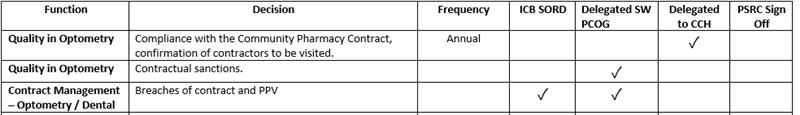 Function Decision Frequency ICB SORD Delegated SW PCOG Delegated to CCH PSRC Sign Off
Quality in Optometry Compliance with the Community Pharmacy Contract, Annual ✓
confirmation of contractors to be visited.
Quality in Optometry Contractual sanctions. ✓
Contract Management Breaches of contract and PPV ✓ ✓
– Optometry / Dental